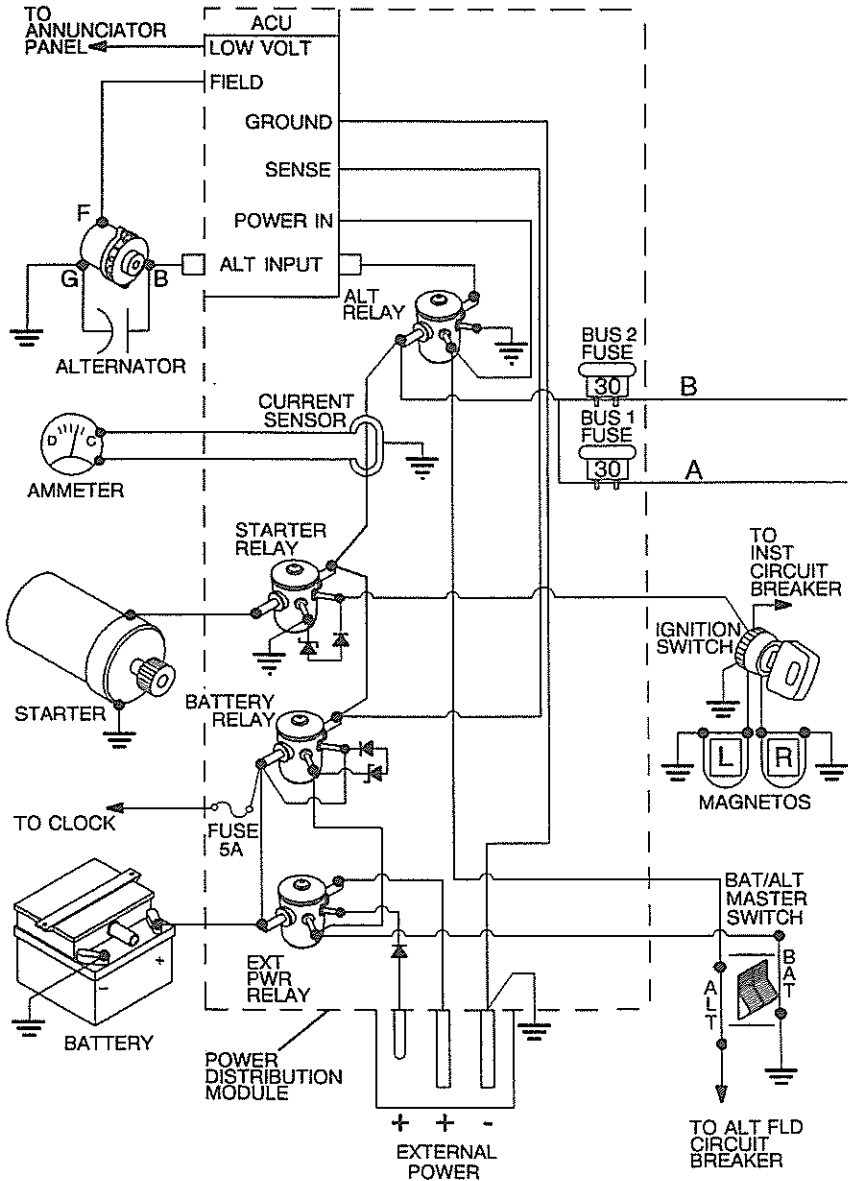 TO
ANNUNCIATOR
PANEL
ACU
LOW VOLT
FIELD
GROUND
SENSE
POWER IN
ALT INPUT
F
G
B
ALTERNATOR
ALT
RELAY
BUS 2
FUSE
30
B
BUS 1
FUSE
30
A
CURRENT
SENSOR
D
C
AMMETER
STARTER
RELAY
TO
INST
CIRCUIT
BREAKER
IGNITION
SWITCH
STARTER
BATTERY
RELAY
L
R
MAGNETOS
TO CLOCK
FUSE
5A
BAT/ALT
MASTER
SWITCH
EXT
PWR
RELAY
ALT
BAT
-
+
BATTERY
POWER
DISTRIBUTION
MODULE
+ + -
EXTERNAL
POWER
TO ALT FLD
CIRCUIT
BREAKER